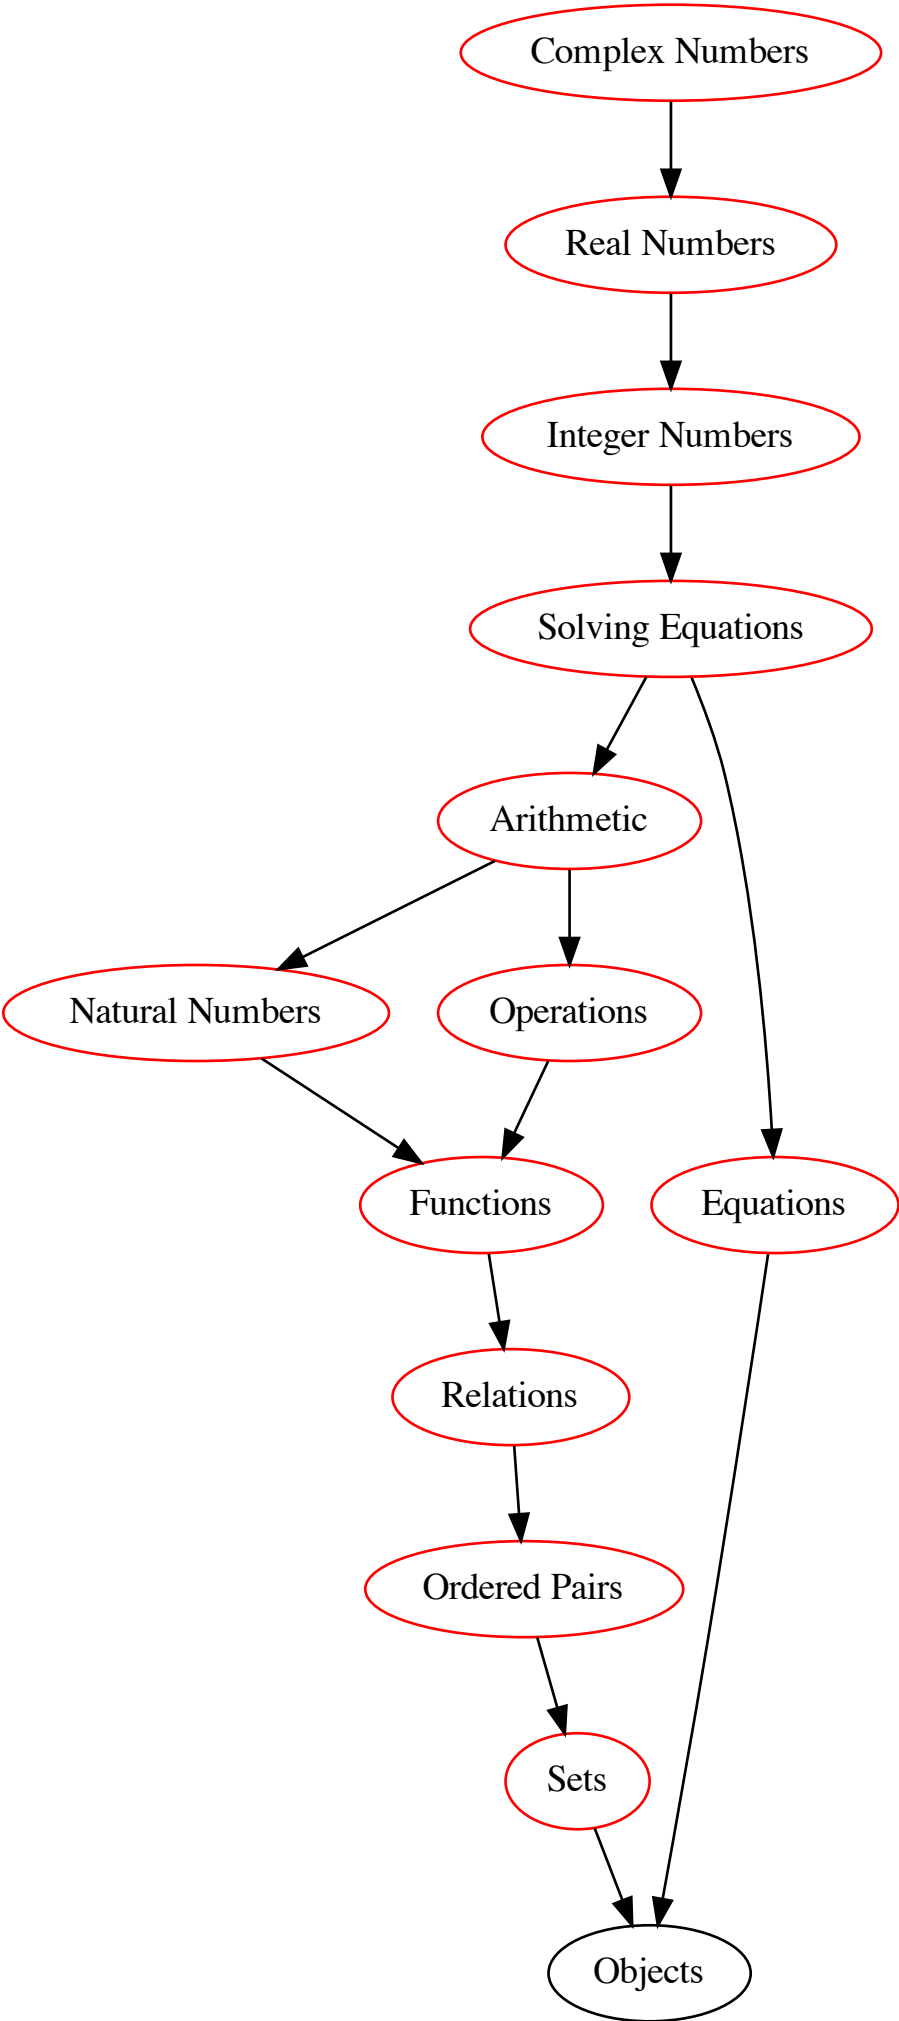 Complex Numbers
Real Numbers
Integer Numbers
Solving Equations
Arithmetic
Natural Numbers
Operations
Functions
Equations
Relations
Ordered Pairs
Sets
Objects